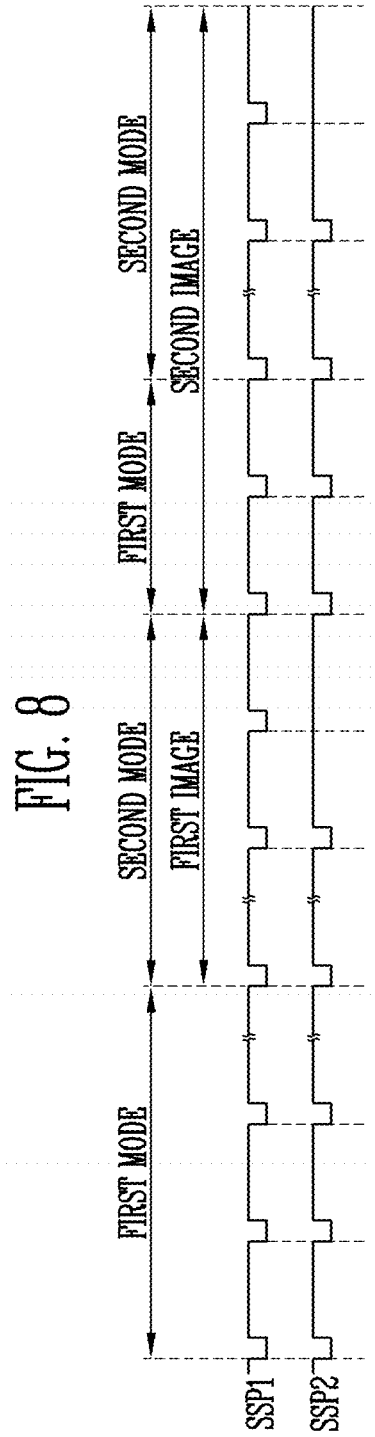 FIG. 8
FIRST MODE
SECOND MODE
FIRST MODE
SECOND MODE
FIRST IMAGE
SECOND IMAGE
SSP1
SSP2